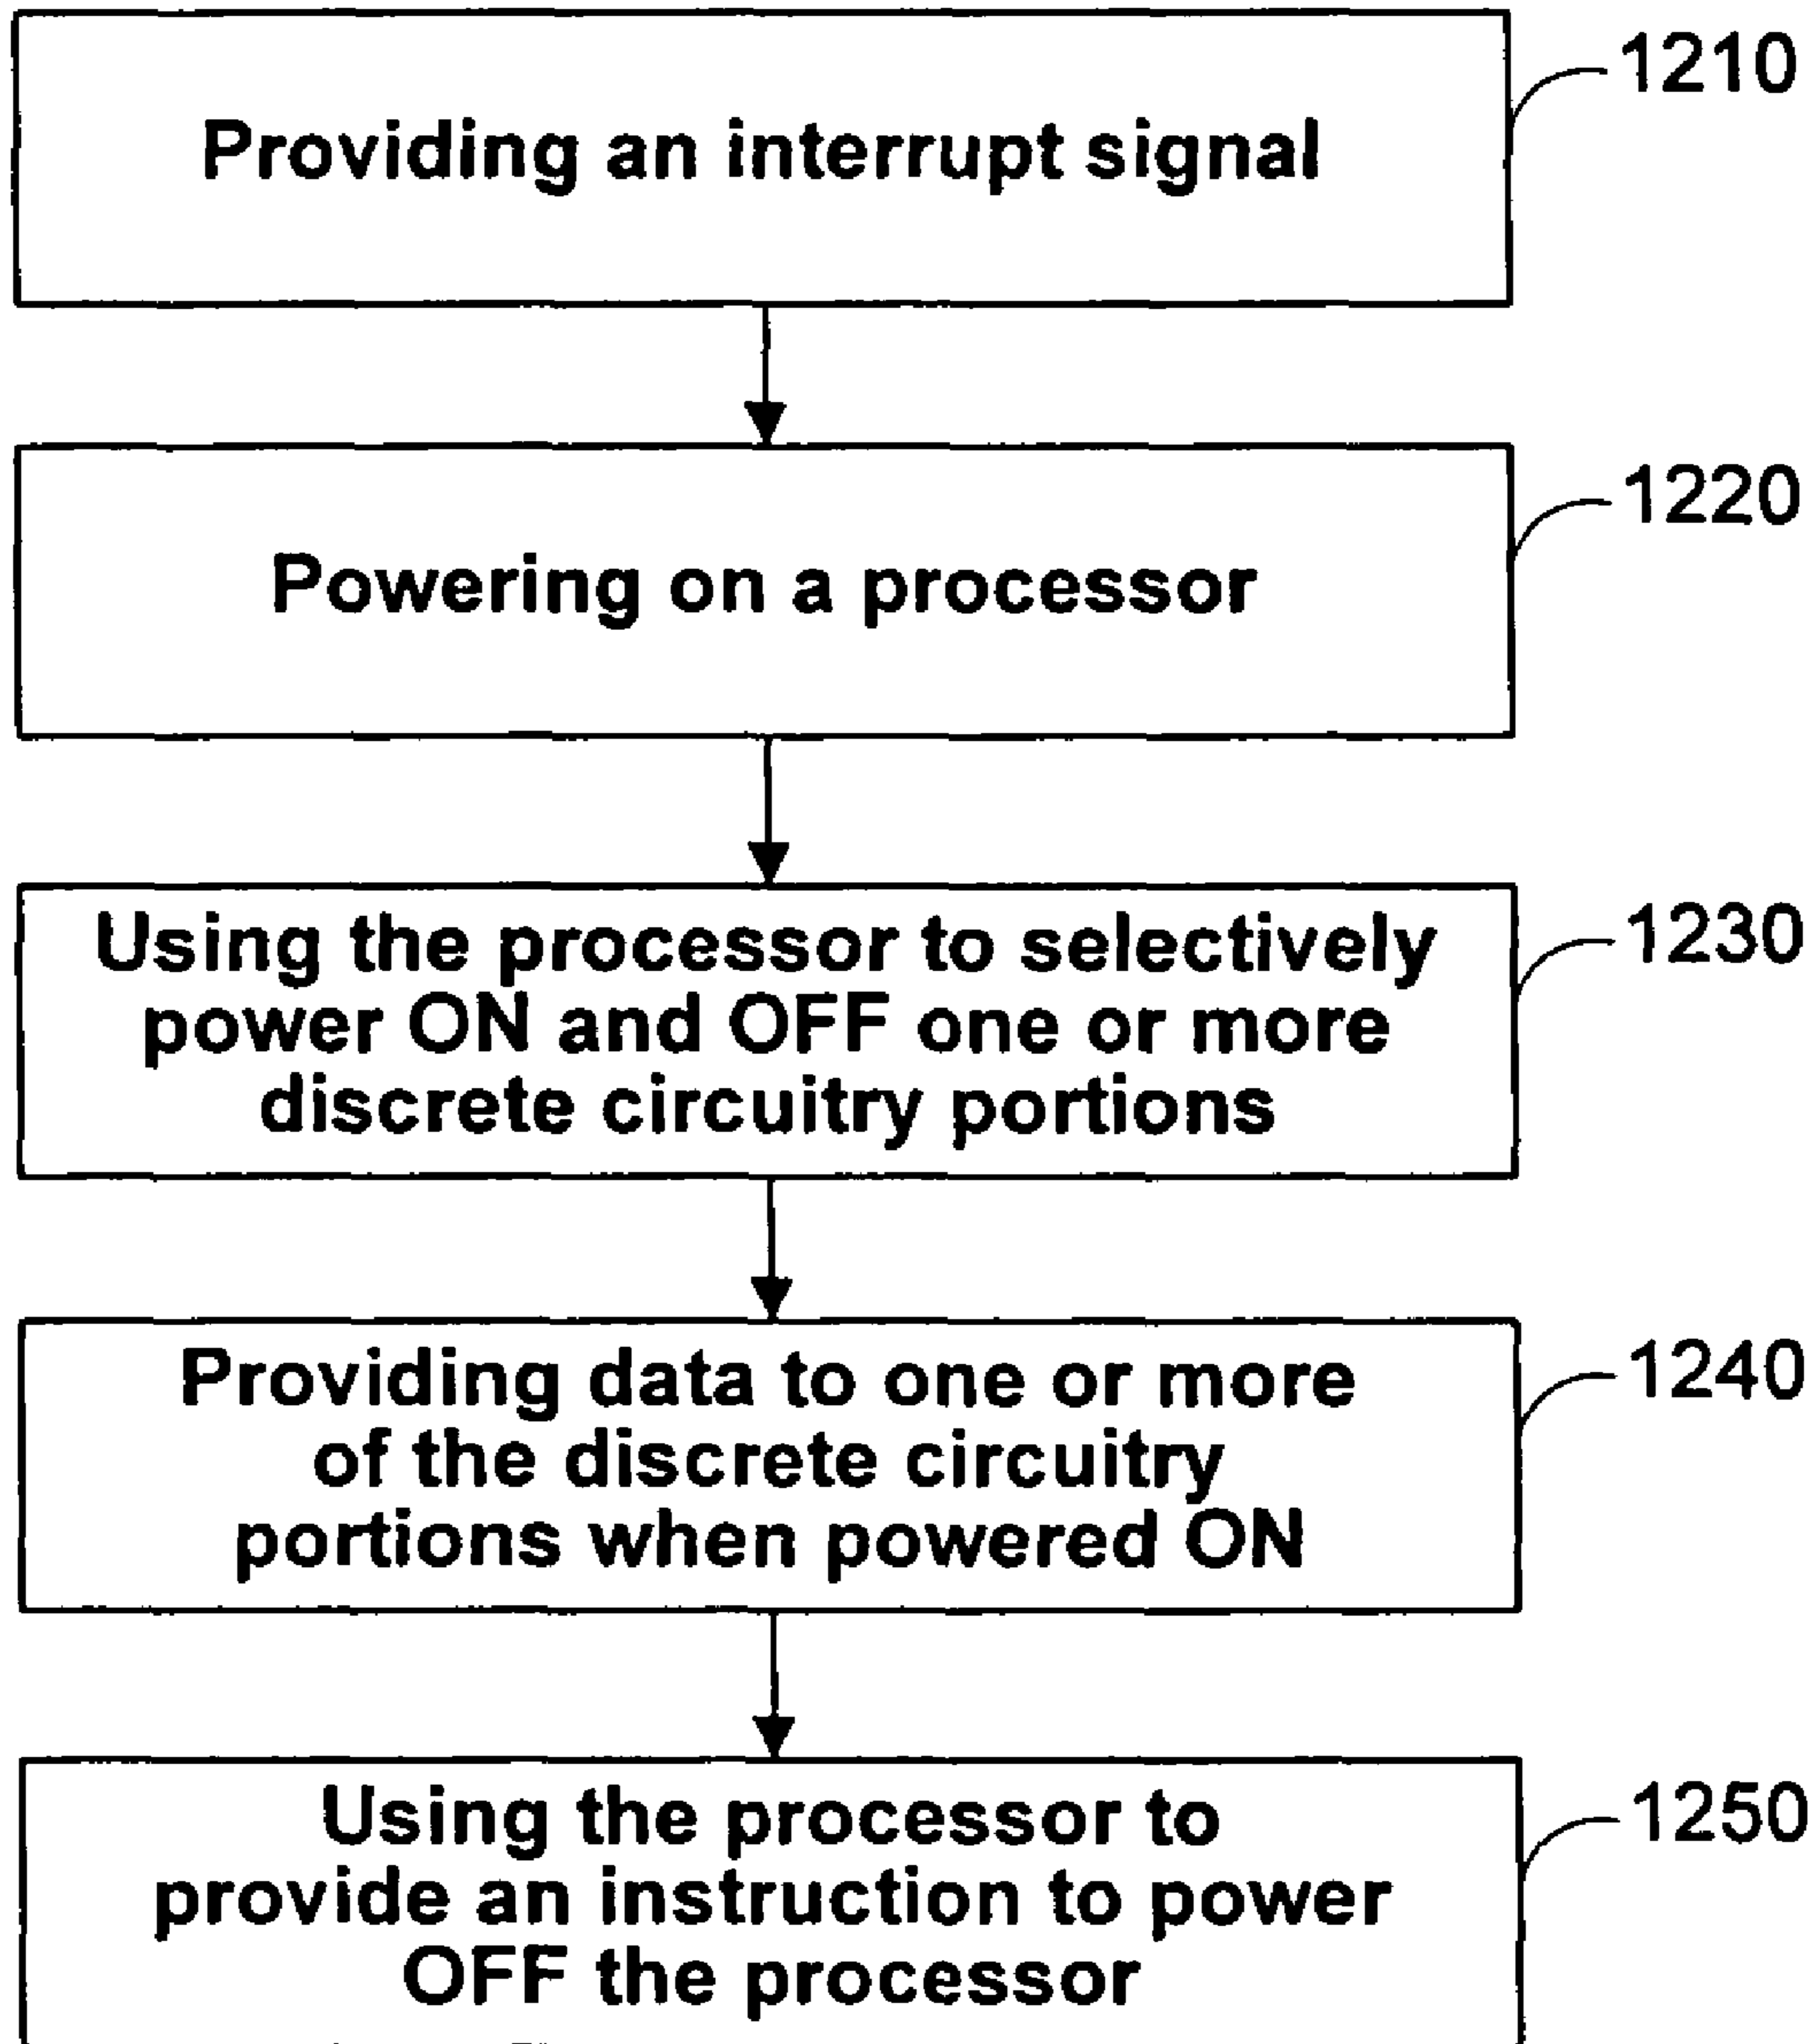 Providing an interrupt signal
1210
Powering on a processor
1220
Using the processor to selectively
power ON and OFF one or more
discrete circuitry portions
1230
Providing data to one or more
of the discrete circuitry
portions when powered ON
1240
Using the processor to
provide an instruction to power
OFF the processor
1250